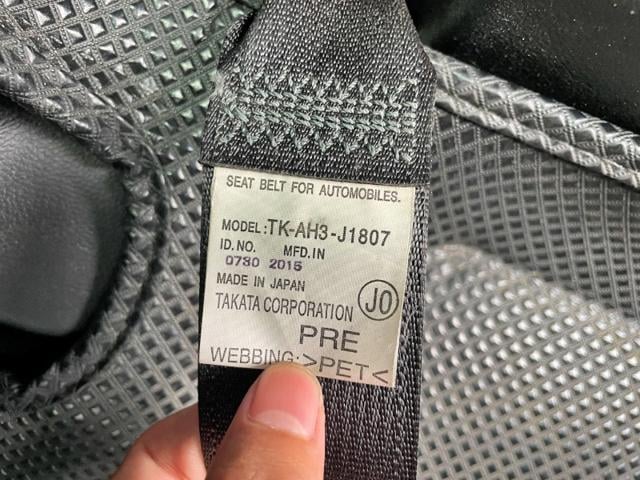 SEAT BELT FOR AUTOMOBILES.
MODEL:TK-AH3-J1807
ID.NO. MFD.IN
0730 2015
MADE IN JAPAN
TAKATA CORPORATION JO
PRE
WEBBING:>PET<